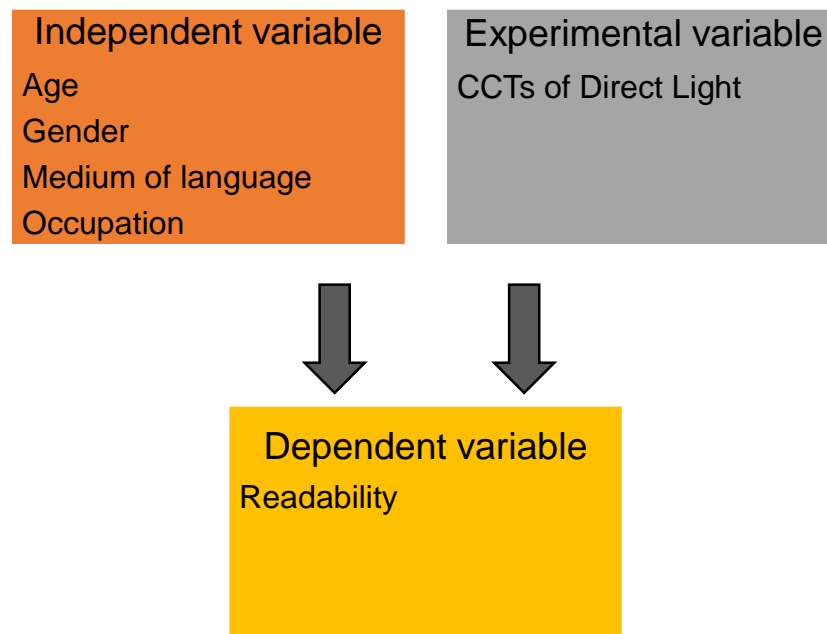 Independent variable
Age
Gender
Medium of language
Occupation
Experimental variable
CCTs of Direct Light
Dependent variable
Readability